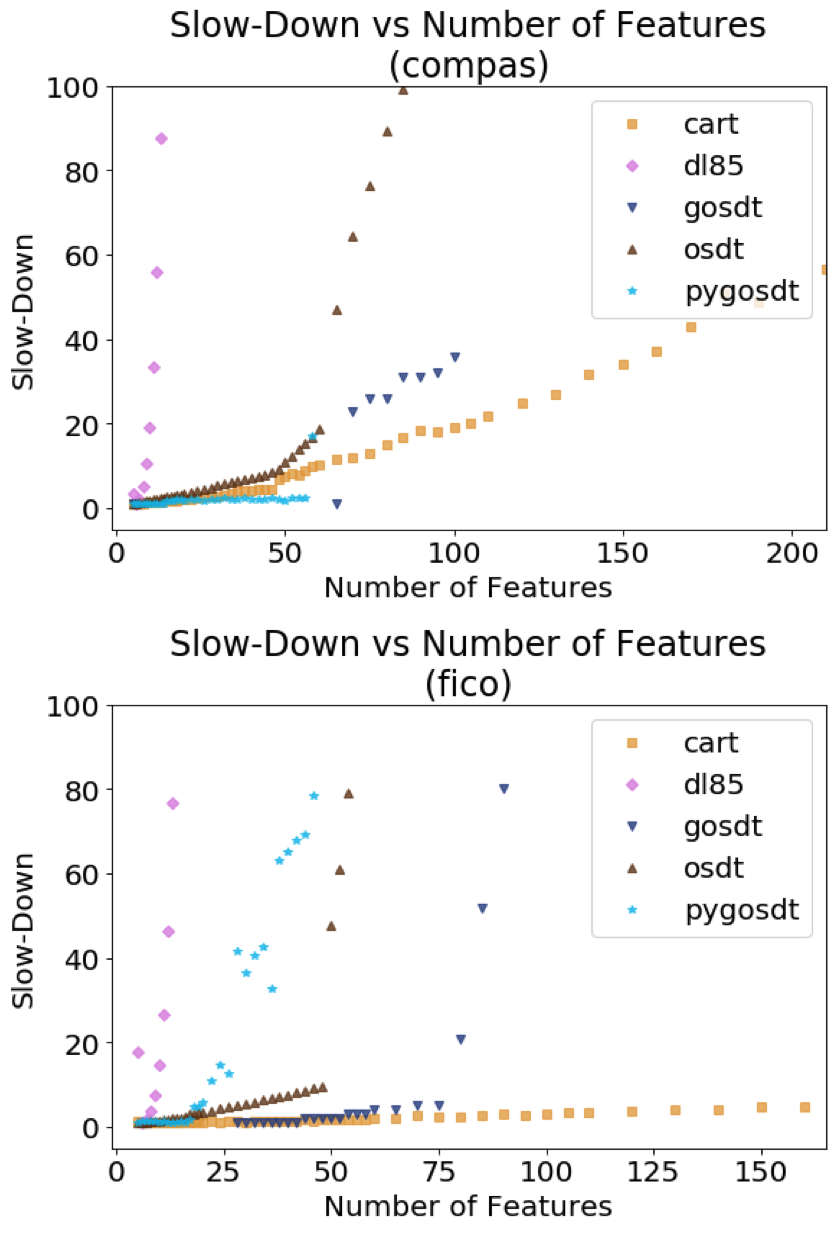 Slow-Down vs Number of Features
(compas)
100
80
60
40
20
0
Slow-Down
cart
dl85
gosdt
osdt
pygosdt
0 50 100 150 200
Number of Features
Slow-Down vs Number of Features
(fico)
100
80
60
40
20
0
Slow-Down
cart
dl85
gosdt
osdt
pygosdt
0 25 50 75 100 125 150
Number of Features